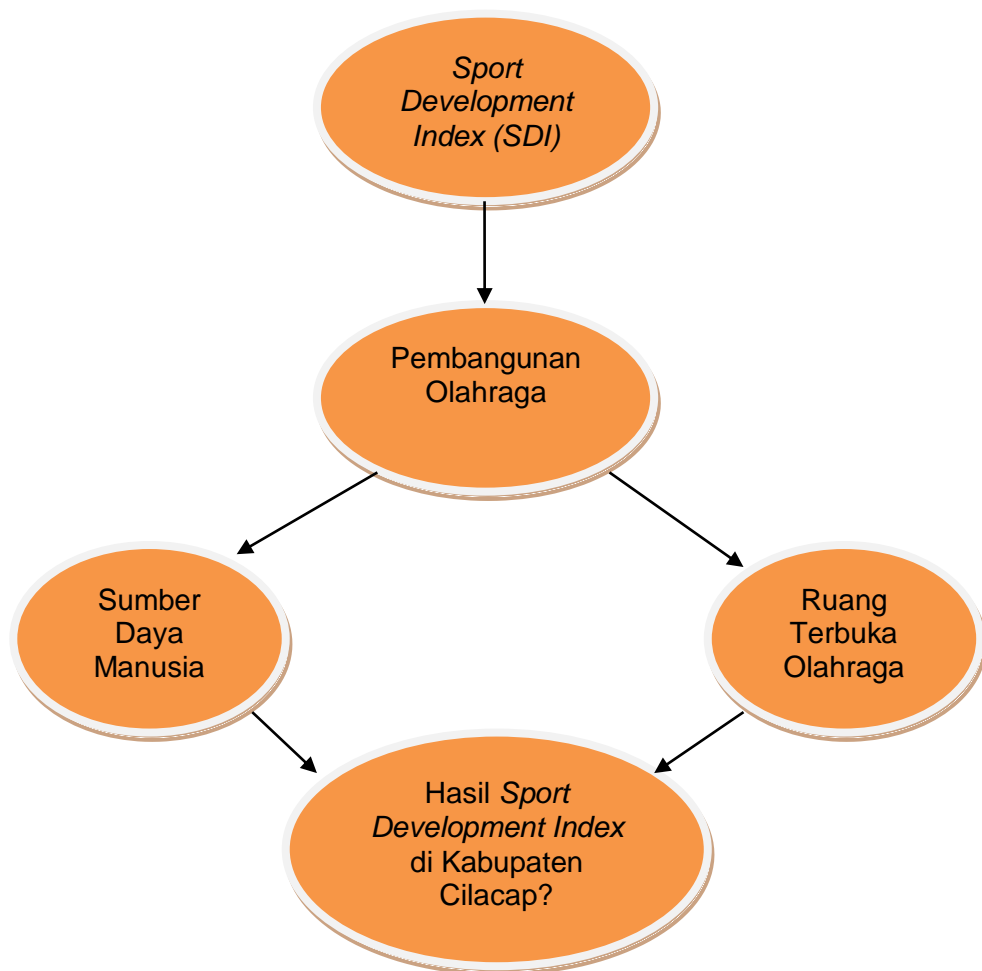 Sport
Development
Index (SDI)
Pembangunan
Olahraga
Sumber
Daya
Manusia
Ruang
Terbuka
Olahraga
Hasil Sport
Development Index
di Kabupaten
Cilacap?